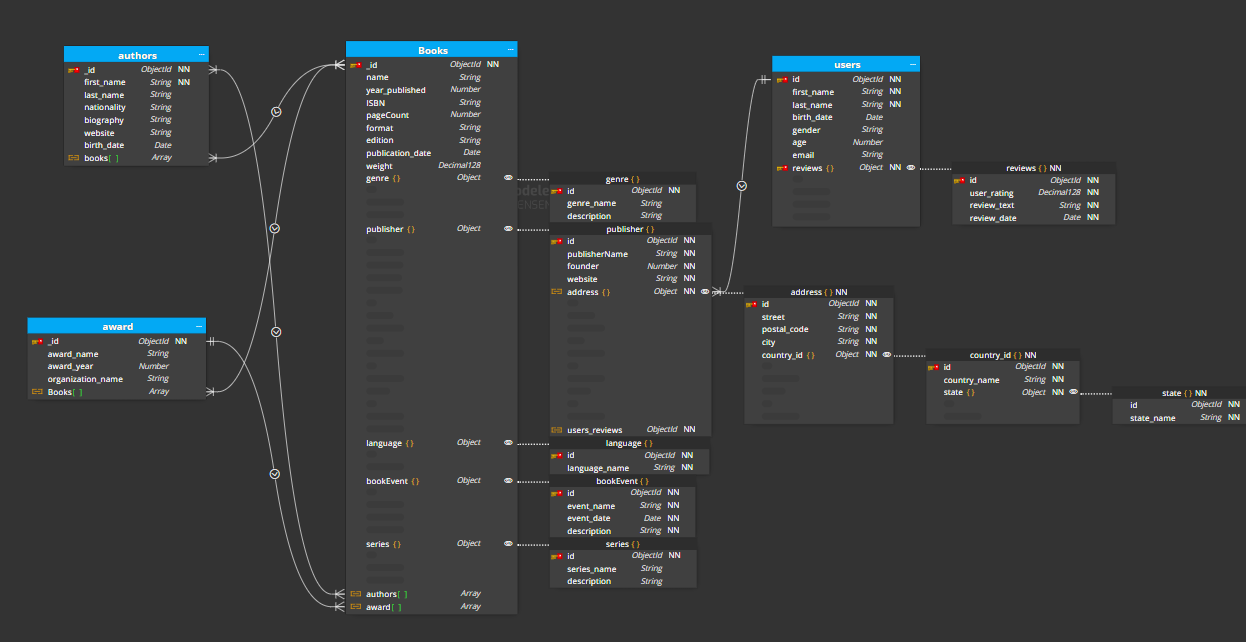 authors
_id ObjectId NN
first_name String NN
last_name String
nationality String
biography String
website String
birth_date Date
books[ ] Array
award
_id ObjectId NN
award_name String
award_year Number
organization_name String
Books[ ] Array
Books
_id ObjectId NN
name String
year_published Number
ISBN String
pageCount Number
format String
edition String
publication_date Date
weight Decimal128
genre {} Object
publisher {} Object
language {} Object
bookEvent {} Object
series {} Object
authors[ ] Array
award[ ] Array
genre {}
id ObjectId NN
genre_name String
description String
publisher {}
id ObjectId NN
publisherName String NN
founder Number NN
website String NN
address {} Object NN
users_reviews ObjectId NN
language {}
id ObjectId NN
language_name String NN
bookEvent {}
id ObjectId NN
event_name String NN
event_date Date NN
description String NN
series {}
id ObjectId NN
series_name String
description String
users
id ObjectId NN
first_name String NN
last_name String NN
birth_date Date
gender String
age Number
email String
reviews {} Object NN
reviews {} NN
id ObjectId NN
user_rating Decimal128 NN
review_text String NN
review_date Date NN
address {} NN
id ObjectId NN
street String NN
postal_code String NN
city String NN
country_id {} Object NN
country_id {} NN
id ObjectId NN
country_name String NN
state {} Object NN
state {} NN
id ObjectId NN
state_name String NN